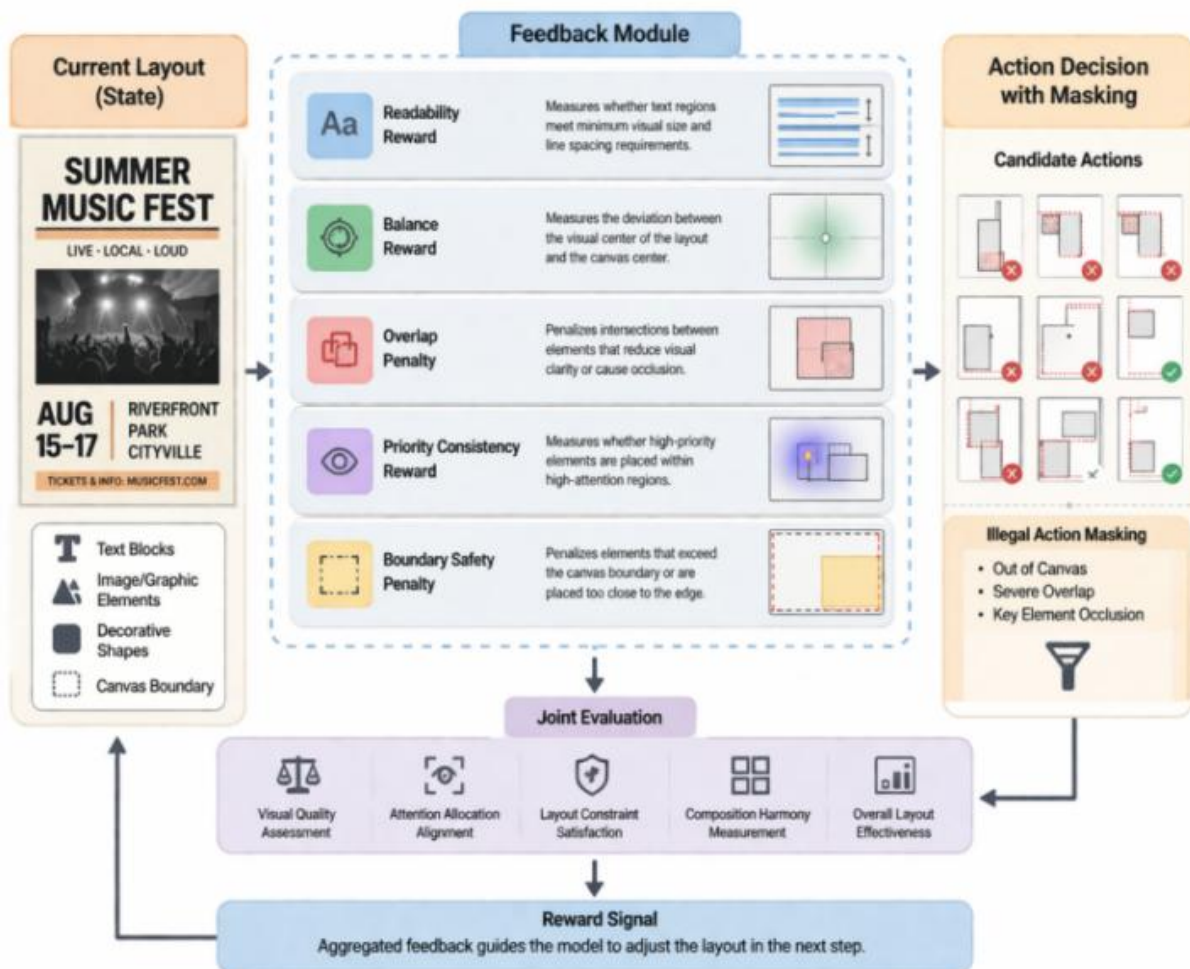 Current Layout
(State)
SUMMER
MUSIC FEST
LIVE · LOCAL · LOUD
AUG
15–17
RIVERFRONT
PARK
CITYVILLE
TICKETS & INFO: MUSICFEST.COM
Text Blocks
Image/Graphic
Elements
Decorative
Shapes
Canvas Boundary
Feedback Module
Aa
Readability
Reward
Measures whether text regions
meet minimum visual size and
line spacing requirements.
Balance
Reward
Measures the deviation between
the visual center of the layout
and the canvas center.
Overlap
Penalty
Penalizes intersections between
elements that reduce visual
clarity or cause occlusion.
Priority Consistency
Reward
Measures whether high-priority
elements are placed within
high-attention regions.
Boundary Safety
Penalty
Penalizes elements that exceed
the canvas boundary or are
placed too close to the edge.
Action Decision
with Masking
Candidate Actions
Illegal Action Masking
• Out of Canvas
• Severe Overlap
• Key Element Occlusion
Joint Evaluation
Visual Quality
Assessment
Attention Allocation
Alignment
Layout Constraint
Satisfaction
Composition Harmony
Measurement
Overall Layout
Effectiveness
Reward Signal
Aggregated feedback guides the model to adjust the layout in the next step.